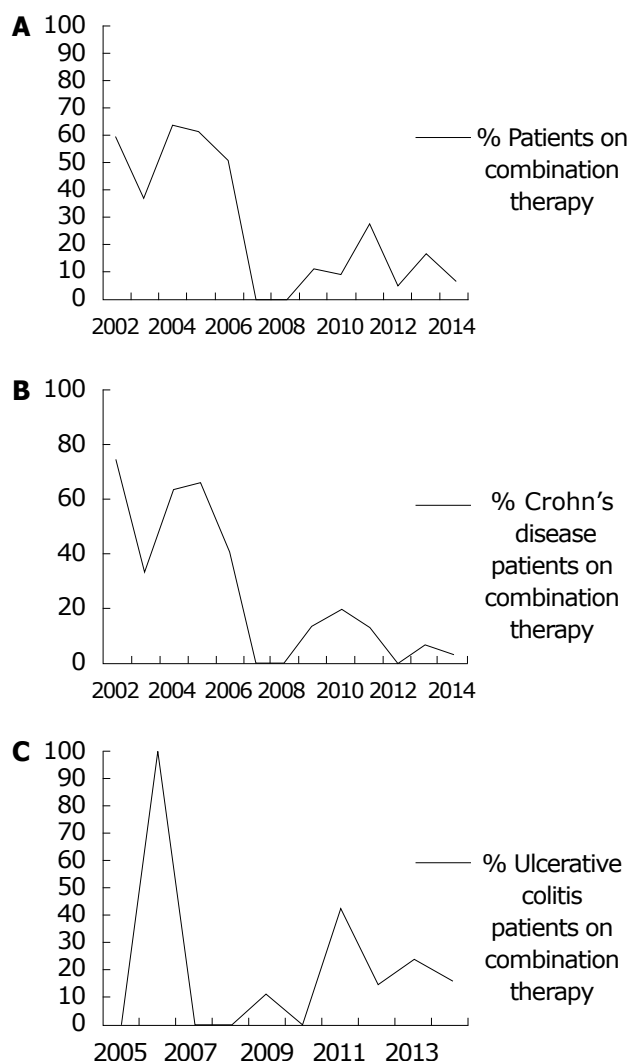 A
100
90
80
70
60
50
40
30
20
10
0
2002 2004 2006 2008 2010 2012 2014
% Patients on
combination
therapy
B
100
80
60
40
20
0
2002 2004 2006 2008 2010 2012 2014
% Crohn's
disease
patients on
combination
therapy
C
100
90
80
70
60
50
40
30
20
10
0
2005 2007 2009 2011 2013
% Ulcerative
colitis
patients on
combination
therapy